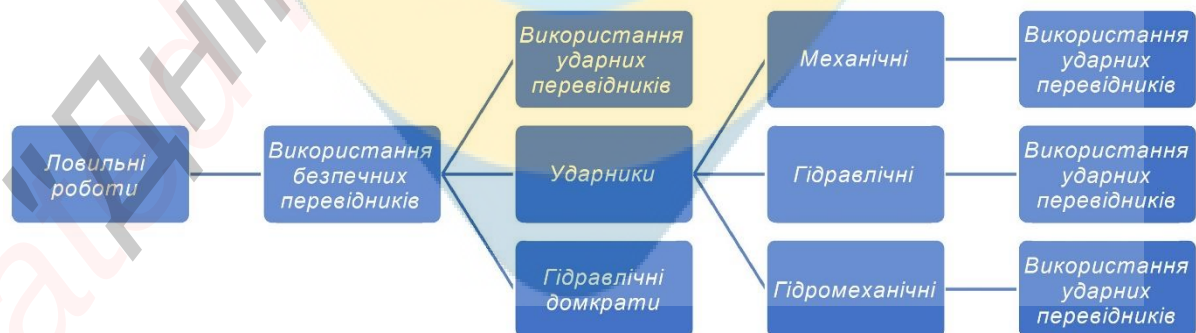 Ловильні
роботи
Використання
безпечних
перевідників
Використання
ударних
перевідників
Ударники
Гідравлічні
домкрати
Механічні
Гідравлічні
Гідромеханічні
Використання
ударних
перевідників
Використання
ударних
перевідників
Використання
ударних
перевідників